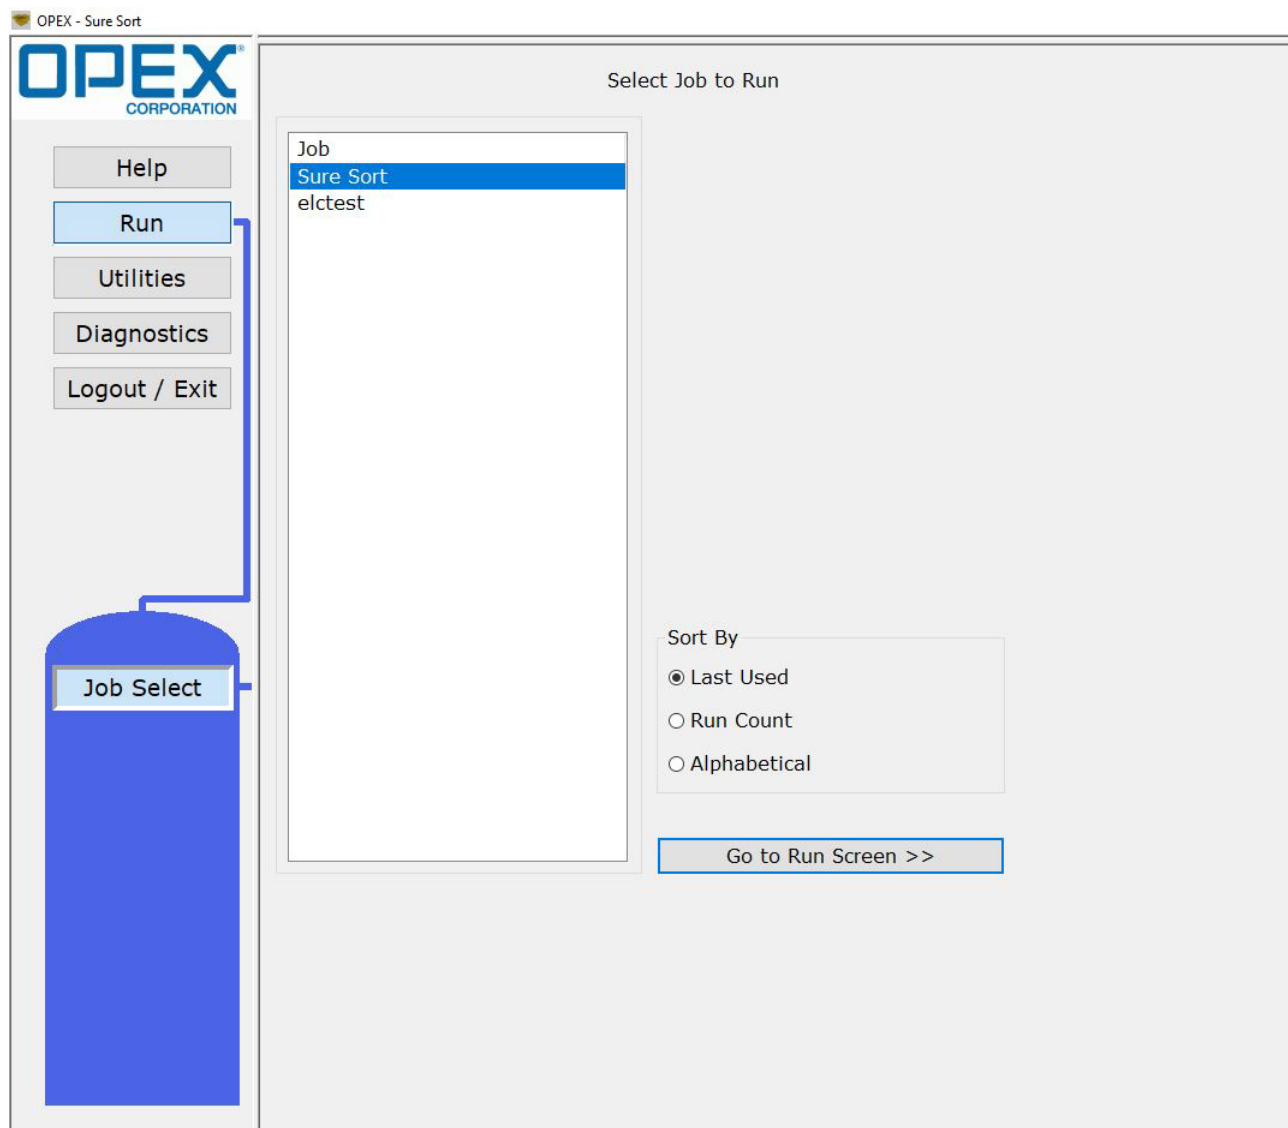 OPEX - Sure Sort
OPEX®
CORPORATION
Help
Run
Utilities
Diagnostics
Logout / Exit
Job Select
Select Job to Run
Job
Sure Sort
elctest
Sort By
Last Used
Run Count
Alphabetical
Go to Run Screen >>